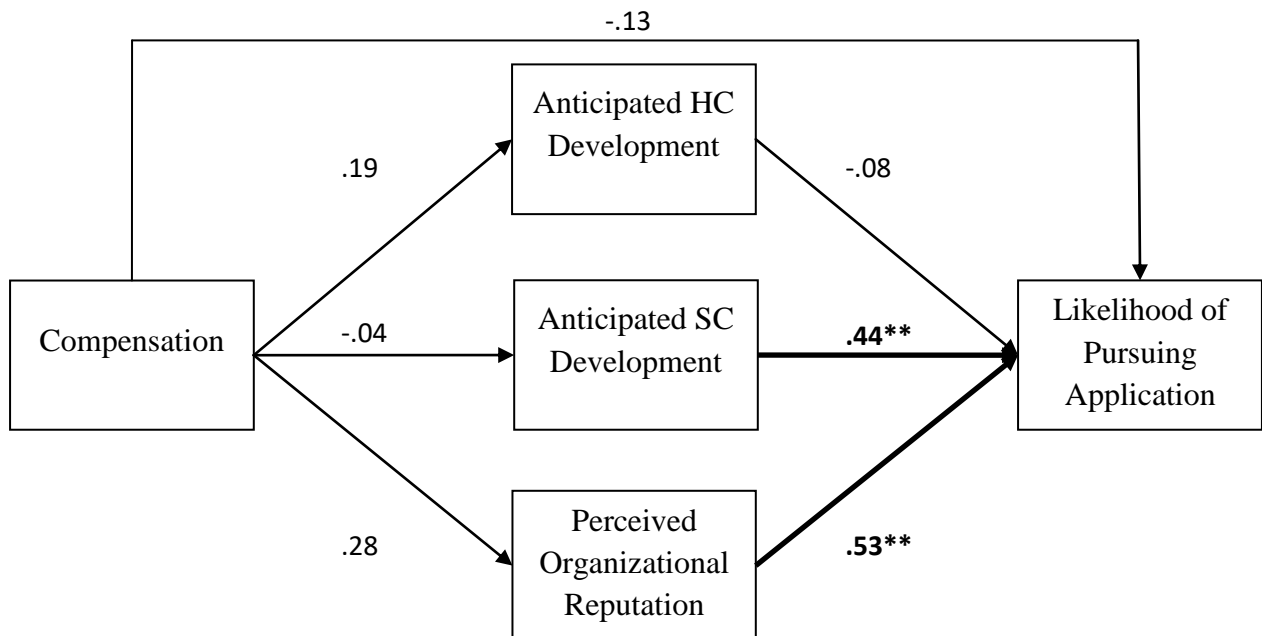 -.13
Anticipated HC
Development
.19
-.08
Compensation
-.04
Anticipated SC
Development
.44**
Likelihood of
Pursuing
Application
.28
Perceived
Organizational
Reputation
.53**